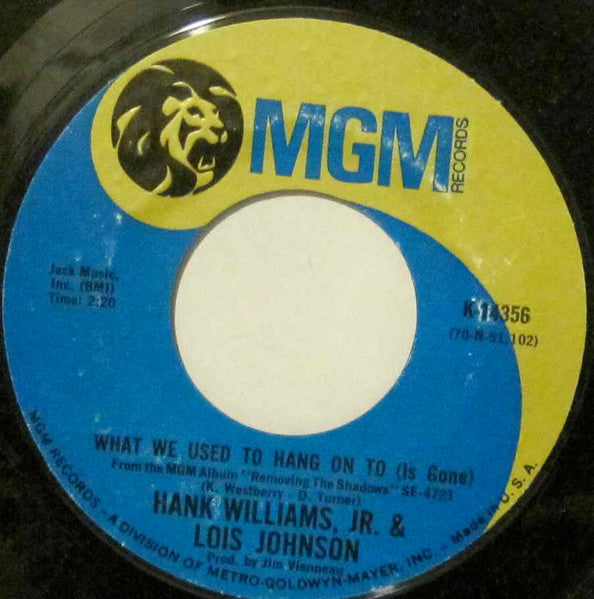 MGM
RECORDS
Jack Music,
Inc. (BMI)
Time: 2:20
K-14356
(70-N-51,102)
WHAT WE USED TO HANG ON TO (Is Gone)
From the MGM Album "Removing The Shadows" SE-4721
(K. Westberry - D. Turner)
HANK WILLIAMS, JR. &
LOIS JOHNSON
Prod. by Jim Vienneau
MGM RECORDS – A DIVISION OF METRO-GOLDWYN-MAYER, INC. – Made in U.S.A.